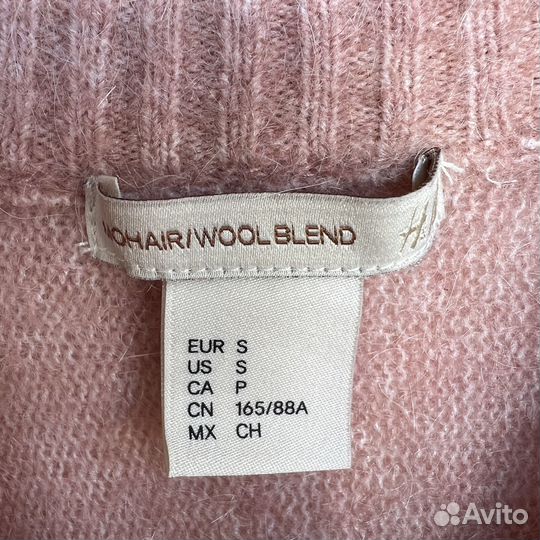 MOHAIR/WOOL BLEND H
EUR S
US S
CA P
CN 165/88A
MX CH
Avito